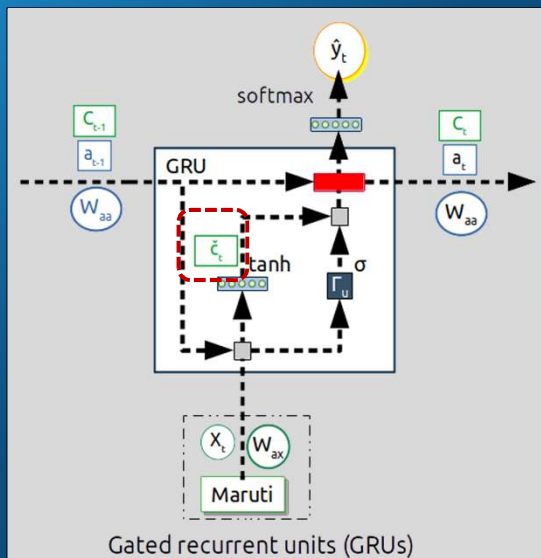 ŷt
softmax
Ct-1
Ct
at-1
GRU
at
Waa
Waa
č̃t
tanh
σ
Γu
Xt
Wax
Maruti
Gated recurrent units (GRUs)